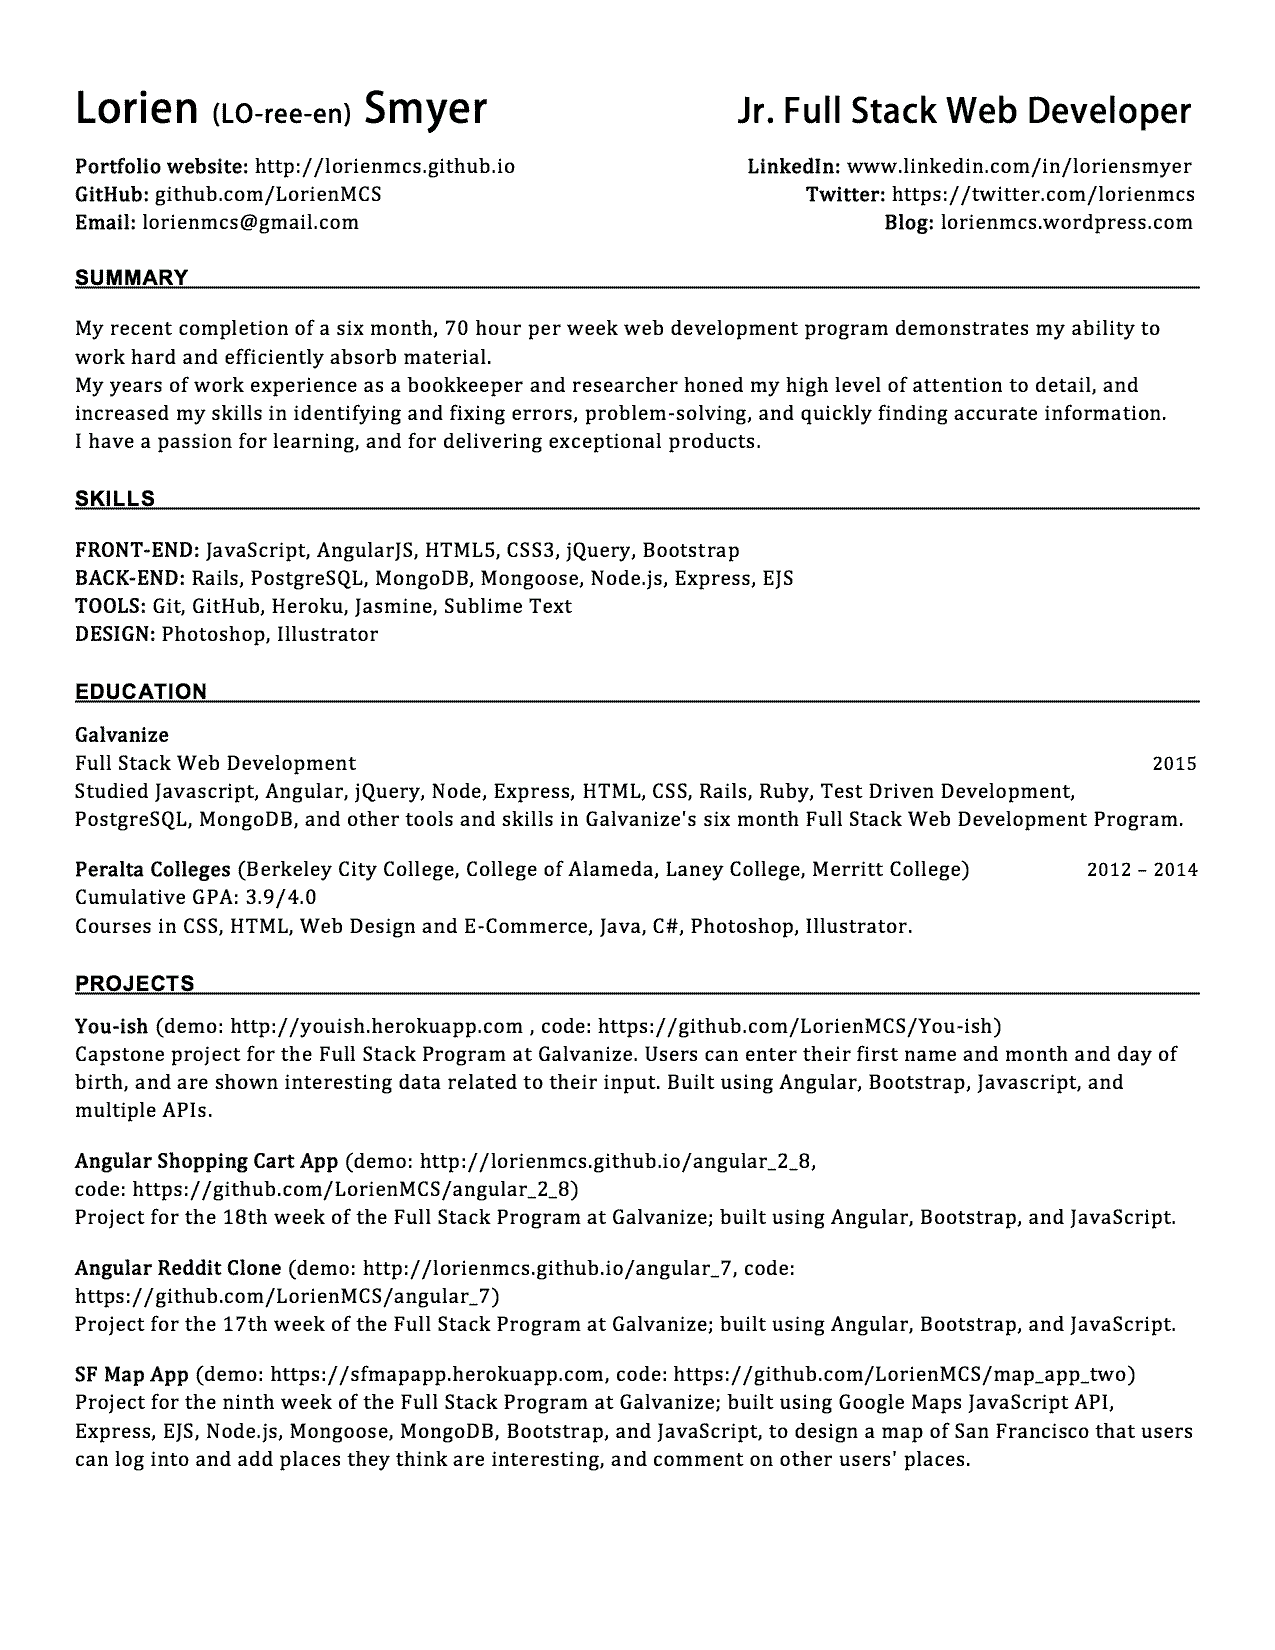 Lorien (LO-ree-en) Smyer Jr. Full Stack Web Developer
Portfolio website: http://lorienmcs.github.io LinkedIn: www.linkedin.com/in/loriensmyer
GitHub: github.com/LorienMCS Twitter: https://twitter.com/lorienmcs
Email: lorienmcs@gmail.com Blog: lorienmcs.wordpress.com
SUMMARY
My recent completion of a six month, 70 hour per week web development program demonstrates my ability to
work hard and efficiently absorb material.
My years of work experience as a bookkeeper and researcher honed my high level of attention to detail, and
increased my skills in identifying and fixing errors, problem-solving, and quickly finding accurate information.
I have a passion for learning, and for delivering exceptional products.
SKILLS
FRONT-END: JavaScript, AngularJS, HTML5, CSS3, jQuery, Bootstrap
BACK-END: Rails, PostgreSQL, MongoDB, Mongoose, Node.js, Express, EJS
TOOLS: Git, GitHub, Heroku, Jasmine, Sublime Text
DESIGN: Photoshop, Illustrator
EDUCATION
Galvanize
Full Stack Web Development 2015
Studied Javascript, Angular, jQuery, Node, Express, HTML, CSS, Rails, Ruby, Test Driven Development,
PostgreSQL, MongoDB, and other tools and skills in Galvanize's six month Full Stack Web Development Program.
Peralta Colleges (Berkeley City College, College of Alameda, Laney College, Merritt College) 2012 – 2014
Cumulative GPA: 3.9/4.0
Courses in CSS, HTML, Web Design and E-Commerce, Java, C#, Photoshop, Illustrator.
PROJECTS
You-ish (demo: http://youish.herokuapp.com , code: https://github.com/LorienMCS/You-ish)
Capstone project for the Full Stack Program at Galvanize. Users can enter their first name and month and day of
birth, and are shown interesting data related to their input. Built using Angular, Bootstrap, Javascript, and
multiple APIs.
Angular Shopping Cart App (demo: http://lorienmcs.github.io/angular_2_8,
code: https://github.com/LorienMCS/angular_2_8)
Project for the 18th week of the Full Stack Program at Galvanize; built using Angular, Bootstrap, and JavaScript.
Angular Reddit Clone (demo: http://lorienmcs.github.io/angular_7, code:
https://github.com/LorienMCS/angular_7)
Project for the 17th week of the Full Stack Program at Galvanize; built using Angular, Bootstrap, and JavaScript.
SF Map App (demo: https://sfmapapp.herokuapp.com, code: https://github.com/LorienMCS/map_app_two)
Project for the ninth week of the Full Stack Program at Galvanize; built using Google Maps JavaScript API,
Express, EJS, Node.js, Mongoose, MongoDB, Bootstrap, and JavaScript, to design a map of San Francisco that users
can log into and add places they think are interesting, and comment on other users' places.